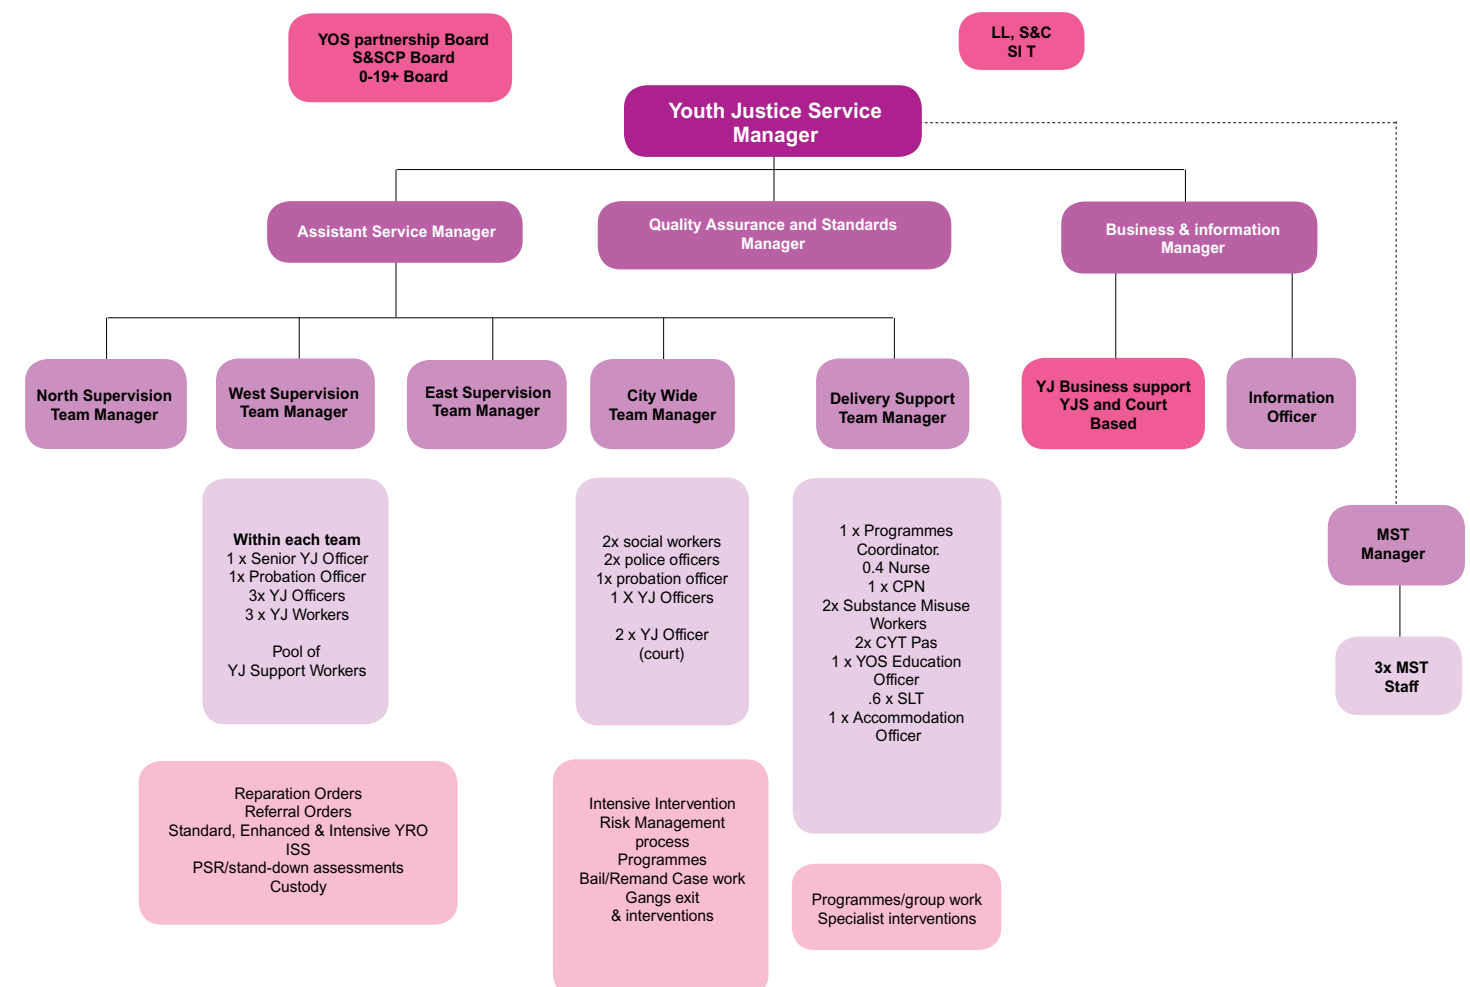 YOS partnership Board
S&SCP Board
0-19+ Board
LL, S&C
SI T
Youth Justice Service
Manager
Assistant Service Manager
Quality Assurance and Standards
Manager
Business & information
Manager
North Supervision
Team Manager
West Supervision
Team Manager
East Supervision
Team Manager
City Wide
Team Manager
Delivery Support
Team Manager
YJ Business support
YJS and Court
Based
Information
Officer
Within each team
1 x Senior YJ Officer
1x Probation Officer
3x YJ Officers
3 x YJ Workers
Pool of
YJ Support Workers
2x social workers
2x police officers
1x probation officer
1 X YJ Officers
2 x YJ Officer
(court)
1 x Programmes
Coordinator.
0.4 Nurse
1 x CPN
2x Substance Misuse
Workers
2x CYT Pas
1 x YOS Education
Officer
.6 x SLT
1 x Accommodation
Officer
MST
Manager
3x MST
Staff
Reparation Orders
Referral Orders
Standard, Enhanced & Intensive YRO
ISS
PSR/stand-down assessments
Custody
Intensive Intervention
Risk Management
process
Programmes
Bail/Remand Case work
Gangs exit
& interventions
Programmes/group work
Specialist interventions